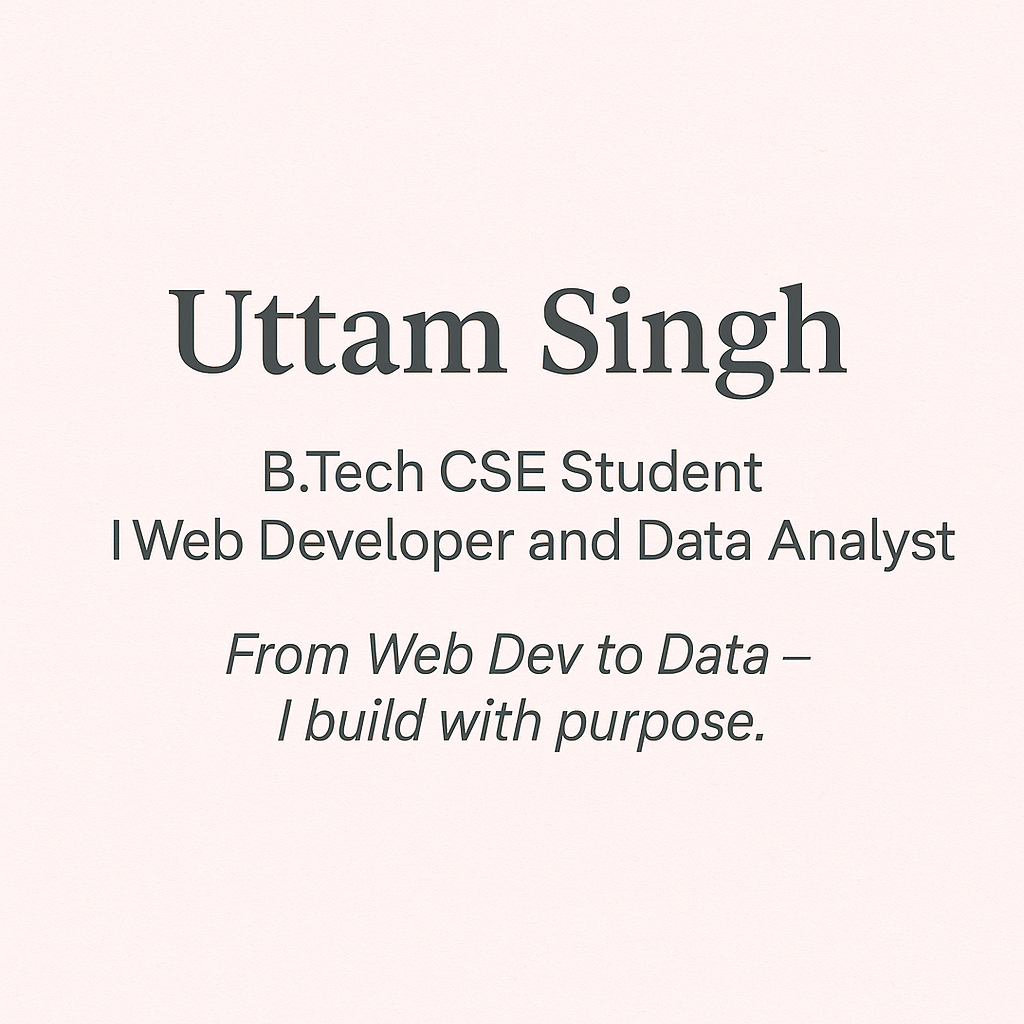 Uttam Singh
B.Tech CSE Student
I Web Developer and Data Analyst
From Web Dev to Data –
I build with purpose.